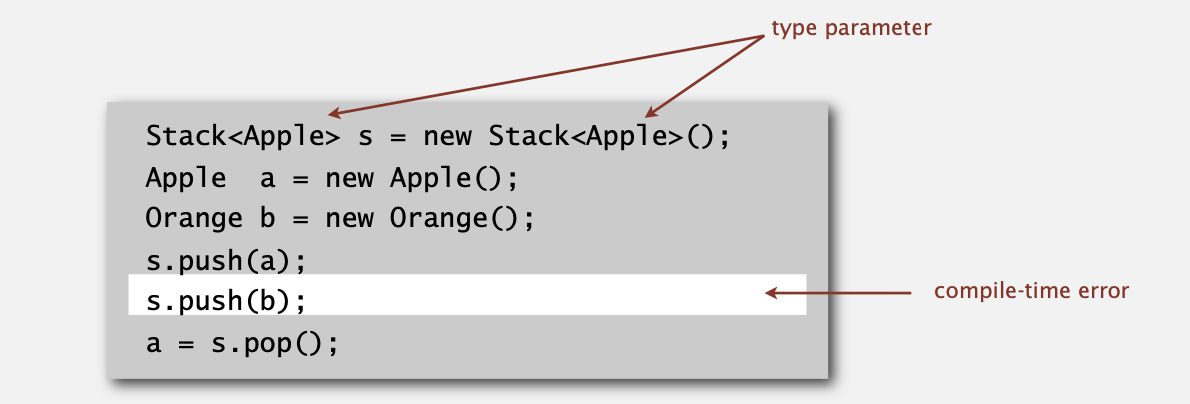 type parameter
Stack<Apple> s = new Stack<Apple>();
Apple  a = new Apple();
Orange b = new Orange();
s.push(a);
s.push(b);
compile-time error
a = s.pop();